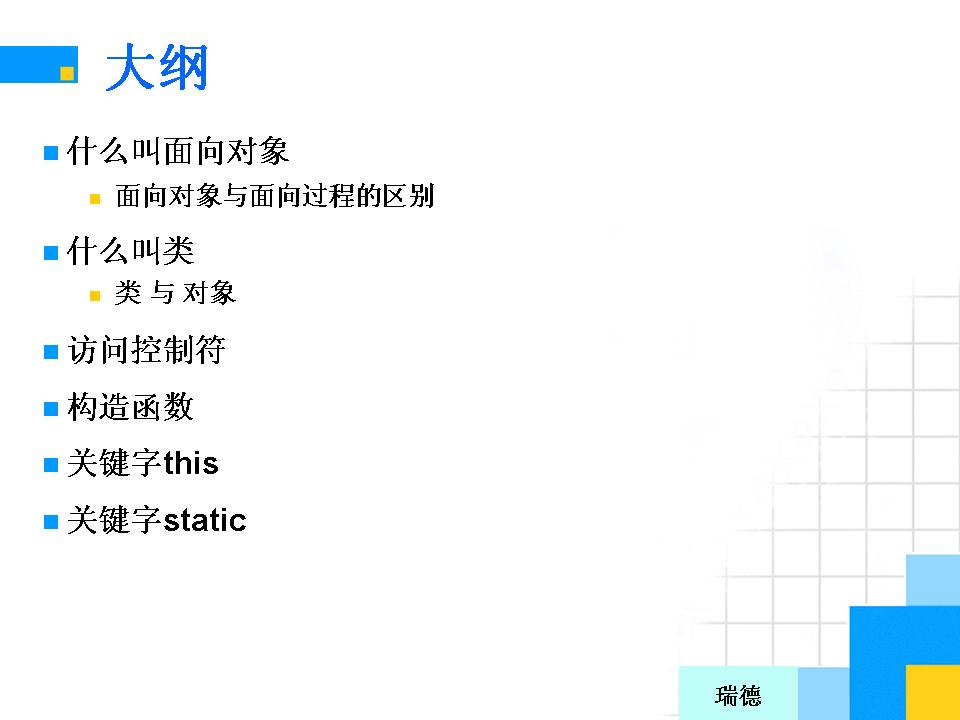 大纲
什么叫面向对象
面向对象与面向过程的区别
什么叫类
类 与 对象
访问控制符
构造函数
关键字this
关键字static
瑞德